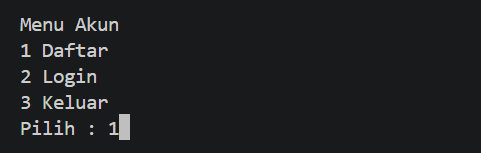 Menu Akun
1 Daftar
2 Login
3 Keluar
Pilih : 1